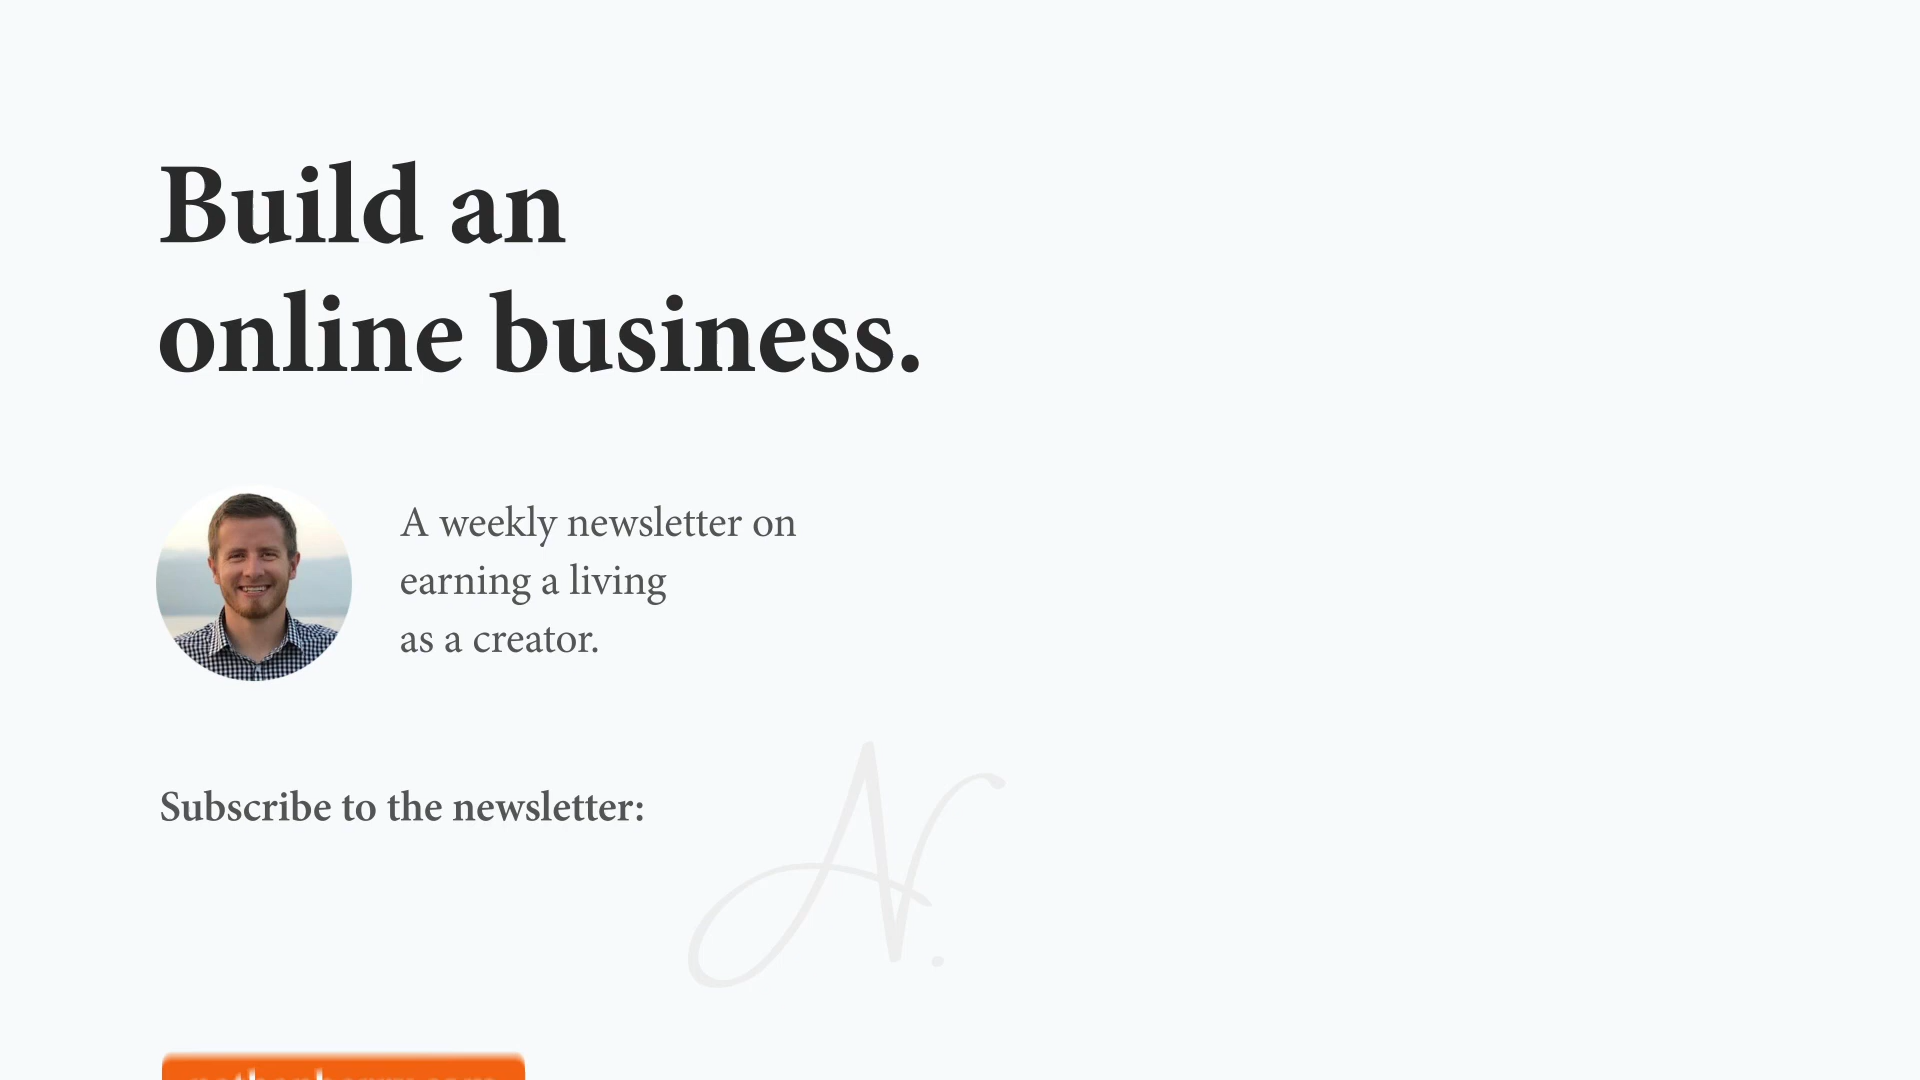 Build an
online business.
A weekly newsletter on
earning a living
as a creator.
Subscribe to the newsletter:
N.